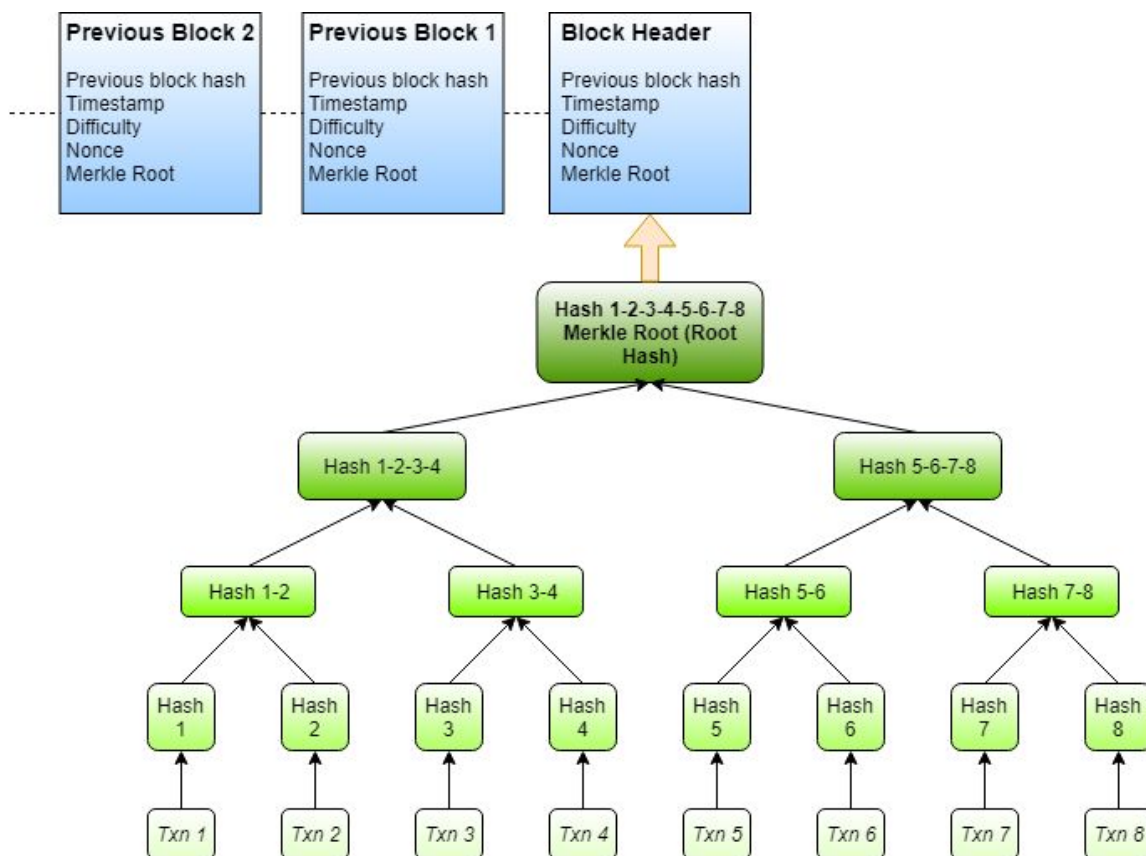 Previous Block 2
Previous block hash
Timestamp
Difficulty
Nonce
Merkle Root
Previous Block 1
Previous block hash
Timestamp
Difficulty
Nonce
Merkle Root
Block Header
Previous block hash
Timestamp
Difficulty
Nonce
Merkle Root
Hash 1-2-3-4-5-6-7-8
Merkle Root (Root
Hash)
Hash 1-2-3-4
Hash 5-6-7-8
Hash 1-2
Hash 3-4
Hash 5-6
Hash 7-8
Hash
1
Hash
2
Hash
3
Hash
4
Hash
5
Hash
6
Hash
7
Hash
8
Txn 1
Txn 2
Txn 3
Txn 4
Txn 5
Txn 6
Txn 7
Txn 8